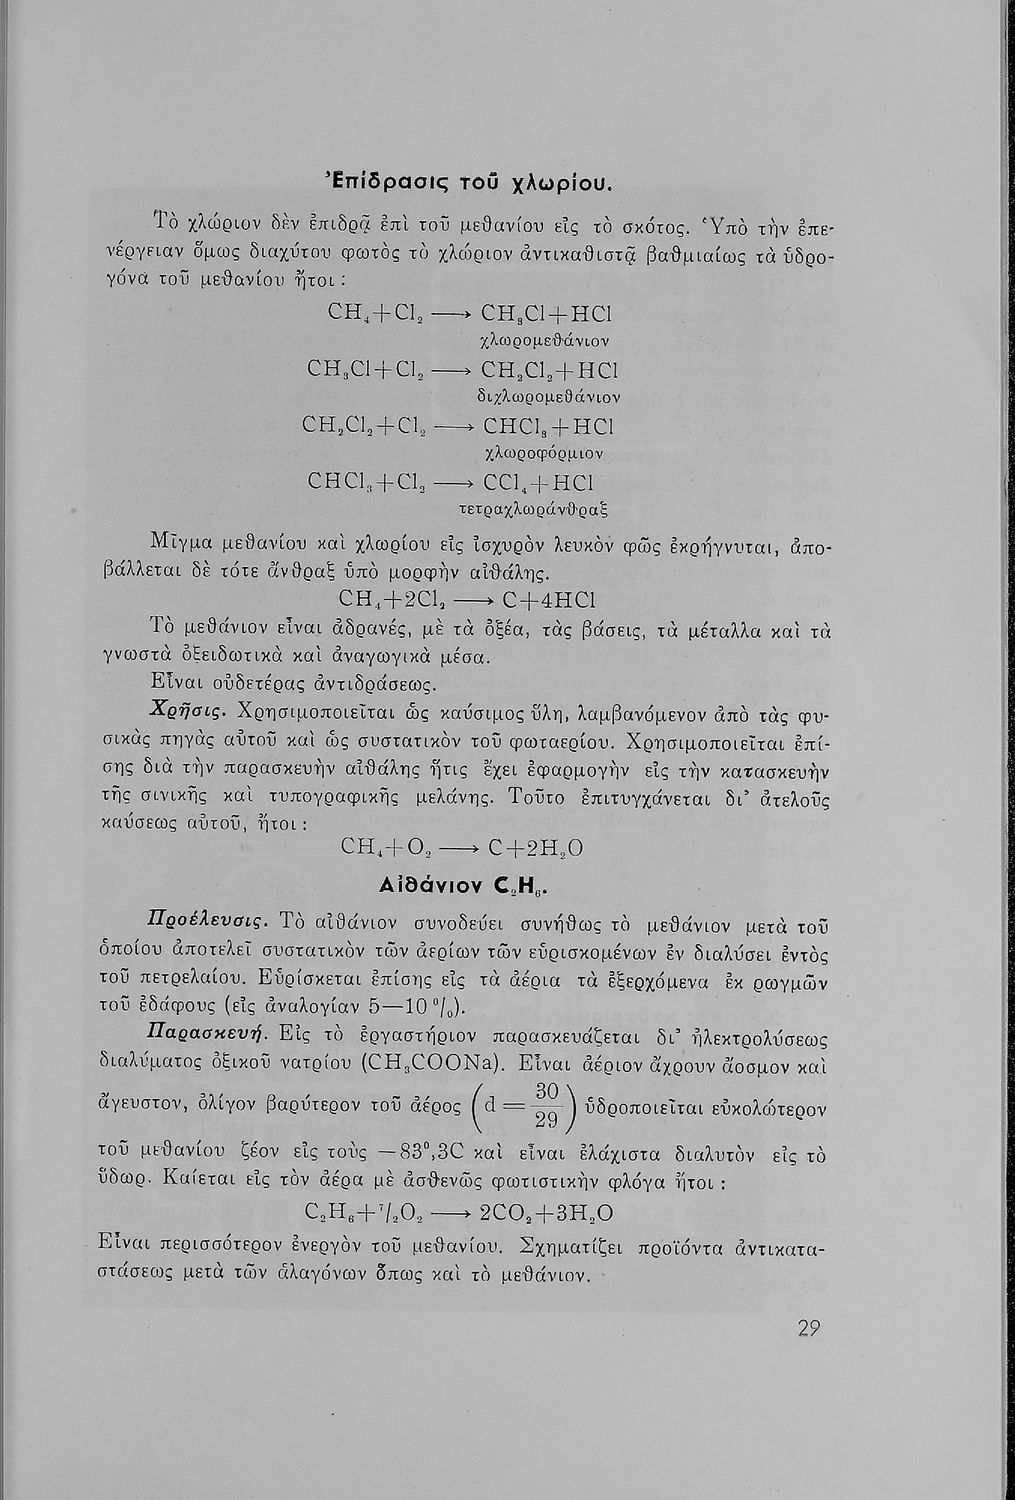 Ἐπίδρασις τοῦ χλωρίου.
Τὸ χλώριον δὲν ἐπιδρᾷ ἐπὶ τοῦ μεθανίου εἰς τὸ σκότος. Ὑπὸ τὴν ἐπε-
νέργειαν ὅμως διαχύτου φωτὸς τὸ χλώριον ἀντικαθιστᾷ βαθμιαίως τὰ ὑδρο-
γόνα τοῦ μεθανίου ἤτοι :
CH₄+Cl₂ ⟶ CH₃Cl+HCl
χλωρομεθάνιον
CH₃Cl+Cl₂ ⟶ CH₂Cl₂+HCl
διχλωρομεθάνιον
CH₂Cl₂+Cl₂ ⟶ CHCl₃+HCl
χλωροφόρμιον
CHCl₃+Cl₂ ⟶ CCl₄+HCl
τετραχλωράνθραξ
Μῖγμα μεθανίου καὶ χλωρίου εἰς ἰσχυρὸν λευκὸν φῶς ἐκρήγνυται, ἀπο-
βάλλεται δὲ τότε ἄνθραξ ὑπὸ μορφὴν αἰθάλης.
CH₄+2Cl₂ ⟶ C+4HCl
Τὸ μεθάνιον εἶναι ἀδρανές, μὲ τὰ ὀξέα, τὰς βάσεις, τὰ μέταλλα καὶ τὰ
γνωστὰ ὀξειδωτικὰ καὶ ἀναγωγικὰ μέσα.
Εἶναι οὐδετέρας ἀντιδράσεως.
Χρῆσις. Χρησιμοποιεῖται ὡς καύσιμος ὕλη, λαμβανόμενον ἀπὸ τὰς φυ-
σικὰς πηγὰς αὐτοῦ καὶ ὡς συστατικὸν τοῦ φωταερίου. Χρησιμοποιεῖται ἐπί-
σης διὰ τὴν παρασκευὴν αἰθάλης ἥτις ἔχει ἐφαρμογὴν εἰς τὴν κατασκευὴν
τῆς σινικῆς καὶ τυπογραφικῆς μελάνης. Τοῦτο ἐπιτυγχάνεται δι᾽ ἀτελοῦς
καύσεως αὐτοῦ, ἤτοι :
CH₄+O₂ ⟶ C+2H₂O
Αἰθάνιον C₂H₆.
Προέλευσις. Τὸ αἰθάνιον συνοδεύει συνήθως τὸ μεθάνιον μετὰ τοῦ
ὁποίου ἀποτελεῖ συστατικὸν τῶν ἀερίων τῶν εὑρισκομένων ἐν διαλύσει ἐντὸς
τοῦ πετρελαίου. Εὑρίσκεται ἐπίσης εἰς τὰ ἀέρια τὰ ἐξερχόμενα ἐκ ρωγμῶν
τοῦ ἐδάφους (εἰς ἀναλογίαν 5—10 %).
Παρασκευή. Εἰς τὸ ἐργαστήριον παρασκευάζεται δι᾽ ἠλεκτρολύσεως
διαλύματος ὀξικοῦ νατρίου (CH₃COONa). Εἶναι ἀέριον ἄχρουν ἄοσμον καὶ
ἄγευστον, ὀλίγον βαρύτερον τοῦ ἀέρος (d = 30/29) ὑδροποιεῖται εὐκολώτερον
τοῦ μεθανίου ζέον εἰς τοὺς —83°,3C καὶ εἶναι ἐλάχιστα διαλυτὸν εἰς τὸ
ὕδωρ. Καίεται εἰς τὸν ἀέρα μὲ ἀσθενῶς φωτιστικὴν φλόγα ἤτοι :
C₂H₆+⁷/₂O₂ ⟶ 2CO₂+3H₂O
Εἶναι περισσότερον ἐνεργὸν τοῦ μεθανίου. Σχηματίζει προϊόντα ἀντικατα-
στάσεως μετὰ τῶν ἁλαγόνων ὅπως καὶ τὸ μεθάνιον.
29